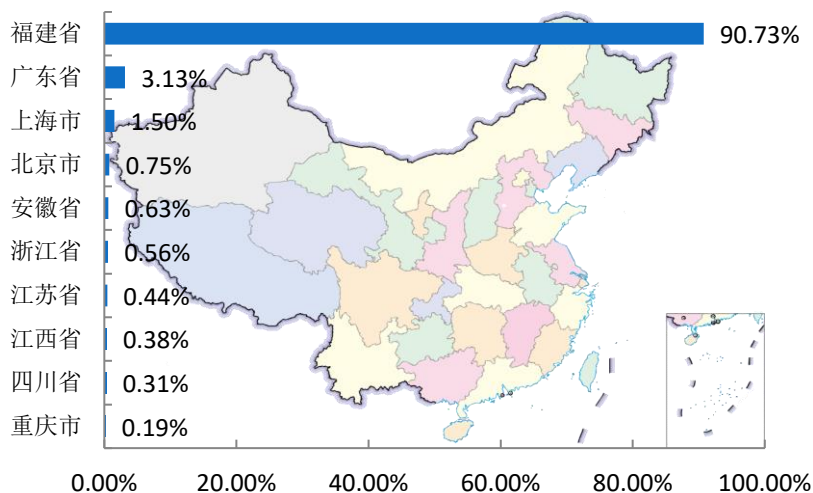 福建省 90.73%
广东省 3.13%
上海市 1.50%
北京市 0.75%
安徽省 0.63%
浙江省 0.56%
江苏省 0.44%
江西省 0.38%
四川省 0.31%
重庆市 0.19%
0.00% 20.00% 40.00% 60.00% 80.00% 100.00%